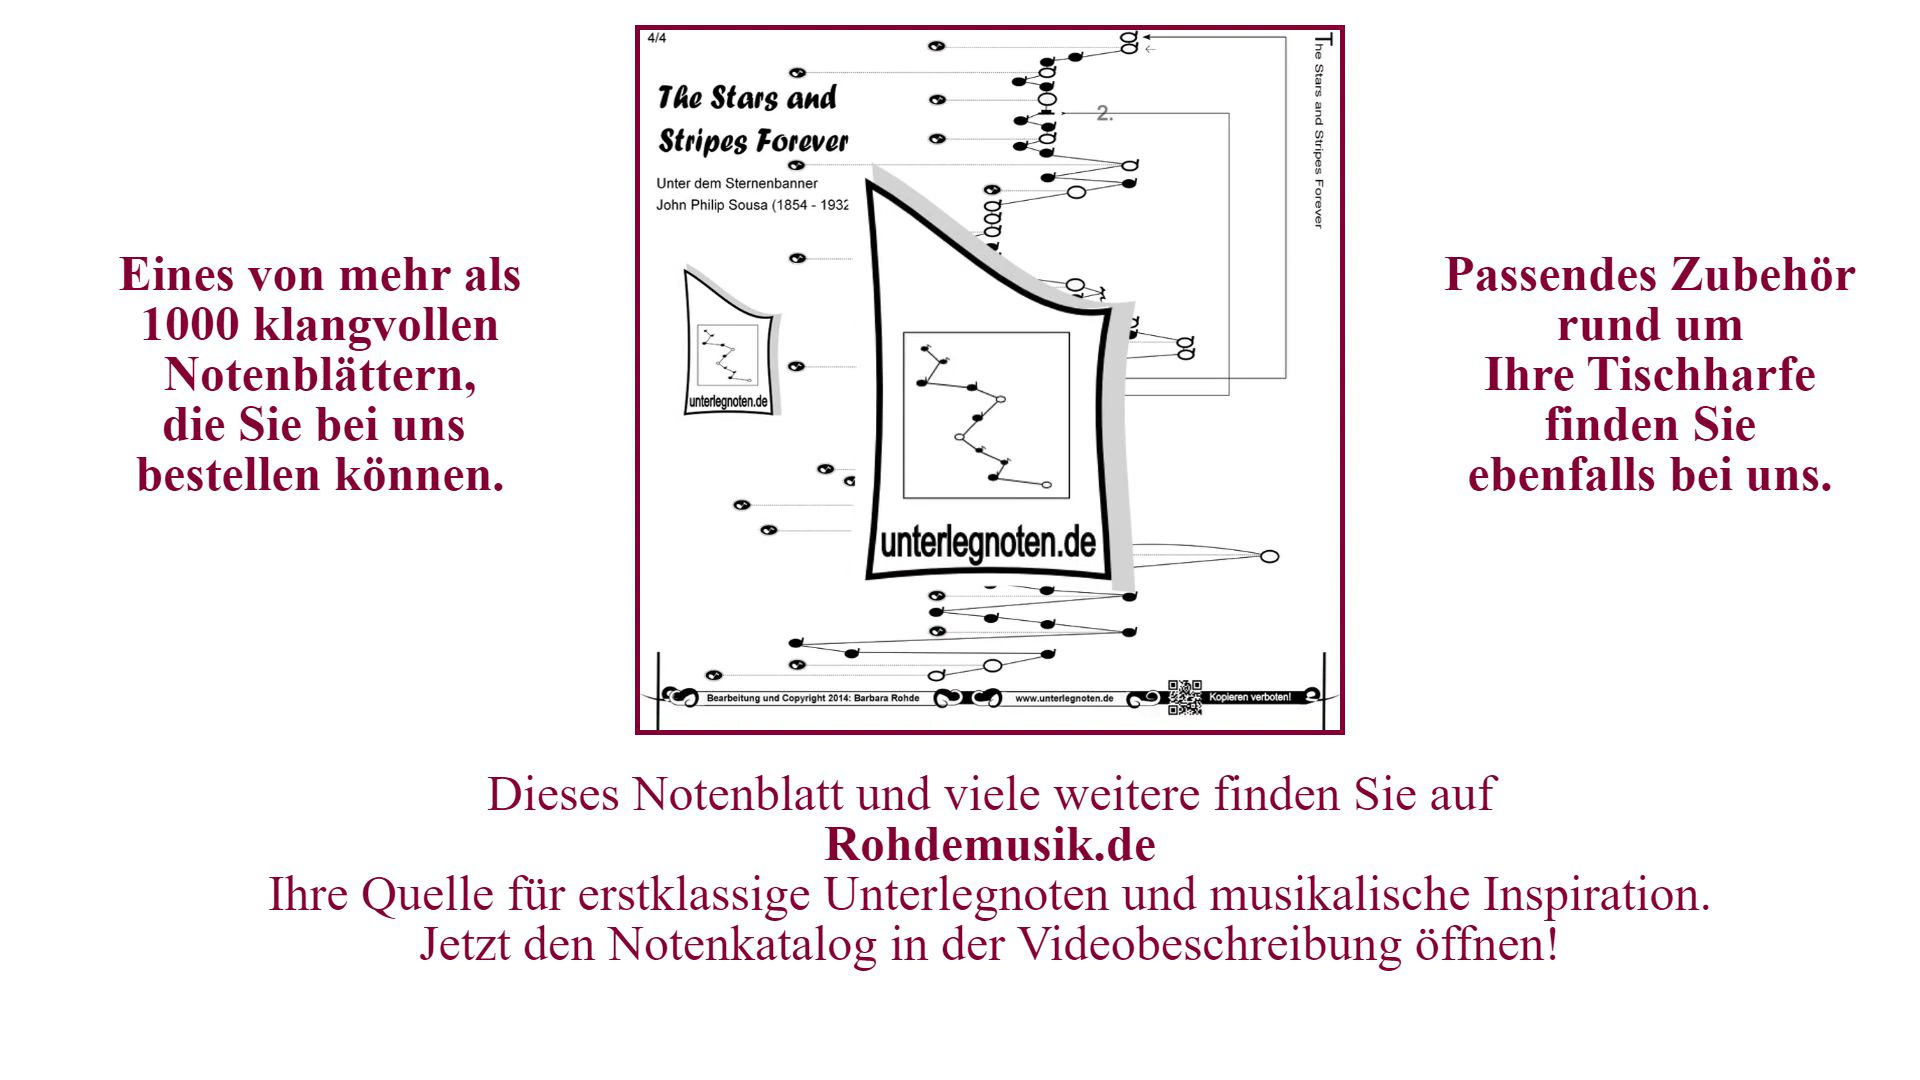 4/4
The Stars and
Stripes Forever
Unter dem Sternenbanner
John Philip Sousa (1854 - 1932
2.
The Stars and Stripes Forever
unterlegnoten.de
unterlegnoten.de
Bearbeitung und Copyright 2014: Barbara Rohde
www.unterlegnoten.de
Kopieren verboten!
Eines von mehr als
1000 klangvollen
Notenblättern,
die Sie bei uns
bestellen können.
Passendes Zubehör
rund um
Ihre Tischharfe
finden Sie
ebenfalls bei uns.
Dieses Notenblatt und viele weitere finden Sie auf
Rohdemusik.de
Ihre Quelle für erstklassige Unterlegnoten und musikalische Inspiration.
Jetzt den Notenkatalog in der Videobeschreibung öffnen!